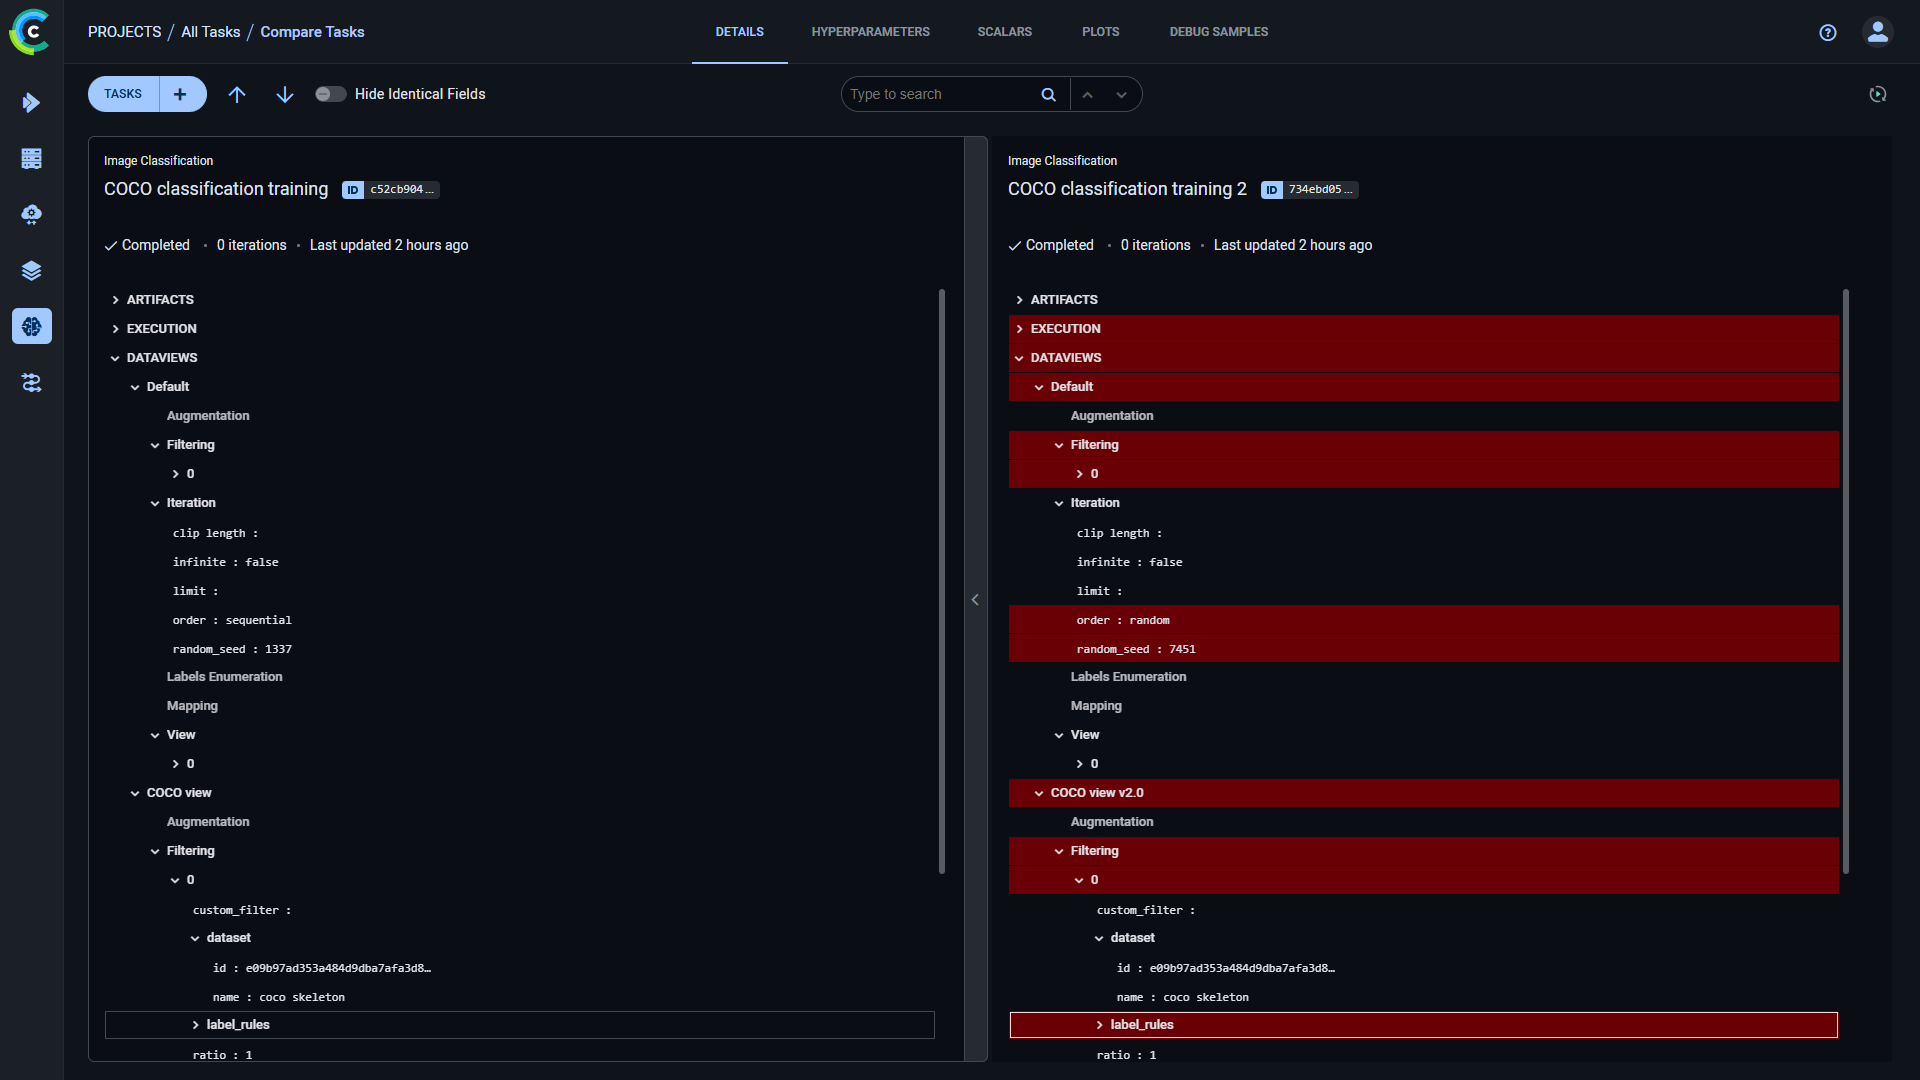 PROJECTS / All Tasks / Compare Tasks
DETAILS
HYPERPARAMETERS
SCALARS
PLOTS
DEBUG SAMPLES
TASKS
+
Hide Identical Fields
Type to search
Image Classification
COCO classification training ID c52cb904...
Completed · 0 iterations · Last updated 2 hours ago
ARTIFACTS
EXECUTION
DATAVIEWS
Default
Augmentation
Filtering
0
Iteration
clip length :
infinite : false
limit :
order : sequential
random_seed : 1337
Labels Enumeration
Mapping
View
0
COCO view
Augmentation
Filtering
0
custom_filter :
dataset
id : e09b97ad353a484d9dba7afa3d8…
name : coco skeleton
label_rules
ratio : 1
Image Classification
COCO classification training 2 ID 734ebd05...
Completed · 0 iterations · Last updated 2 hours ago
ARTIFACTS
EXECUTION
DATAVIEWS
Default
Augmentation
Filtering
0
Iteration
clip length :
infinite : false
limit :
order : random
random_seed : 7451
Labels Enumeration
Mapping
View
0
COCO view v2.0
Augmentation
Filtering
0
custom_filter :
dataset
id : e09b97ad353a484d9dba7afa3d8…
name : coco skeleton
label_rules
ratio : 1